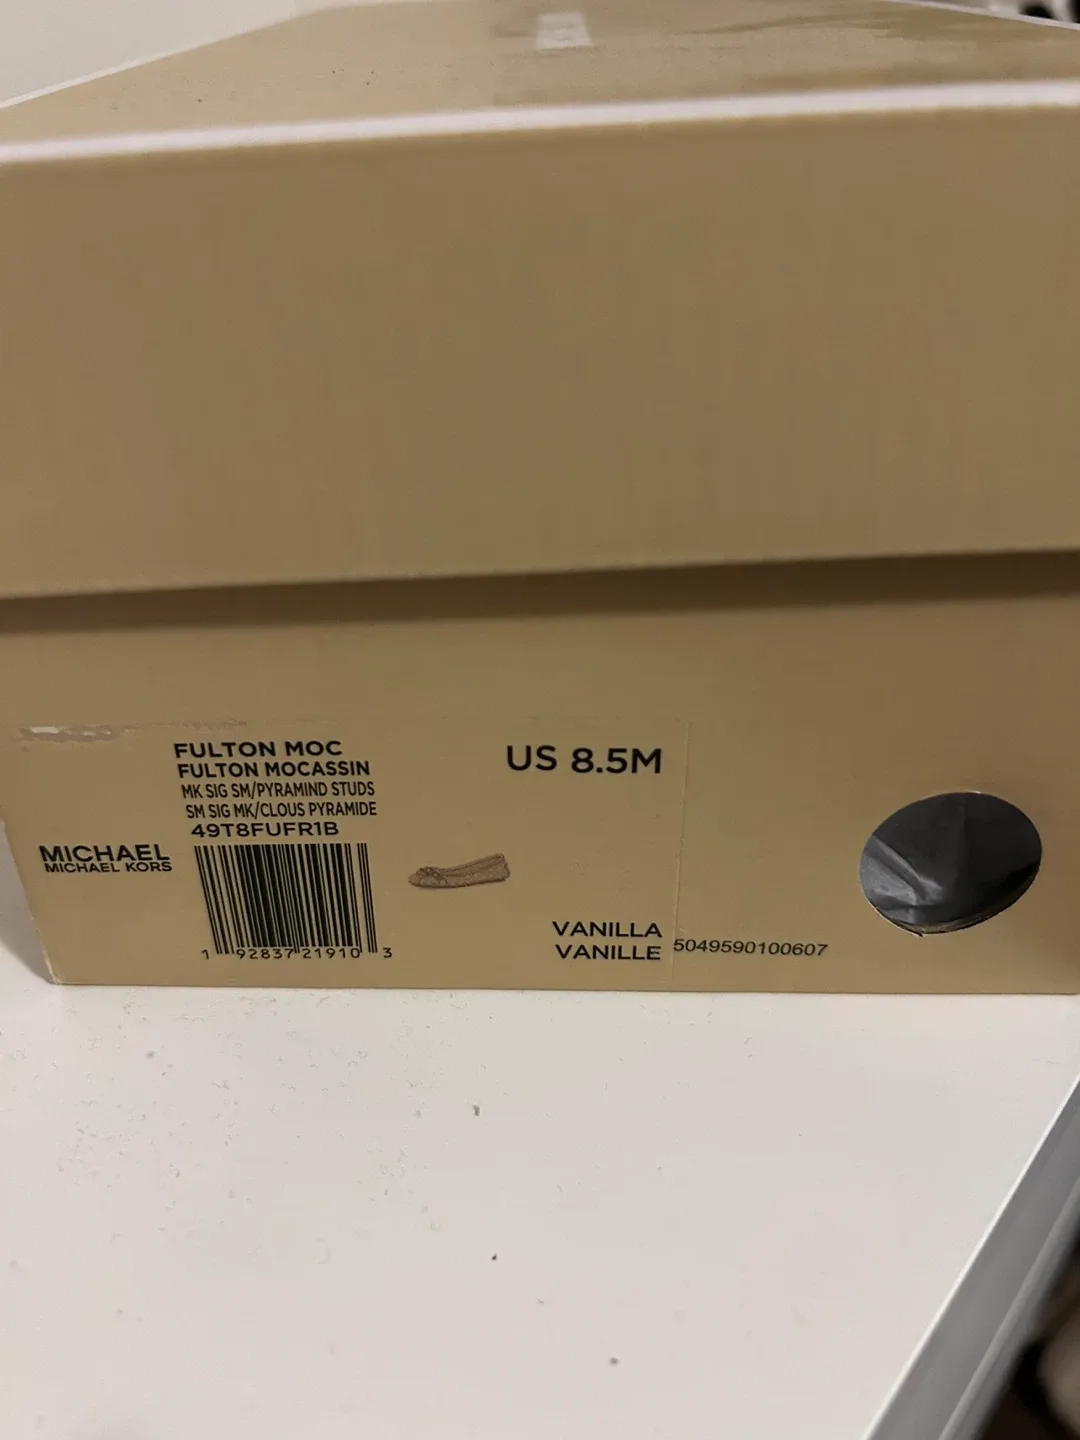 FULTON MOC
FULTON MOCASSIN
MK SIG SM/PYRAMIND STUDS
SM SIG MK/CLOUS PYRAMIDE
49T8FUFR1B
MICHAEL
MICHAEL KORS
1 92837 21910 3
US 8.5M
VANILLA
VANILLE
5049590100607